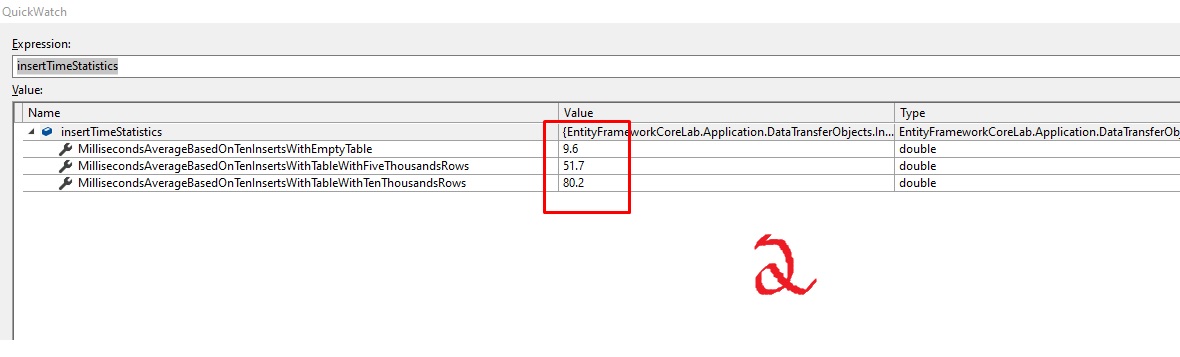 QuickWatch
Expression:
insertTimeStatistics
Value:
Name Value Type
insertTimeStatistics {EntityFrameworkCoreLab.Application.DataTransferObjects.In... EntityFrameworkCoreLab.Application.DataTransferObj
MillisecondsAverageBasedOnTenInsertsWithEmptyTable 9.6 double
MillisecondsAverageBasedOnTenInsertsWithTableWithFiveThousandsRows 51.7 double
MillisecondsAverageBasedOnTenInsertsWithTableWithTenThousandsRows 80.2 double
2